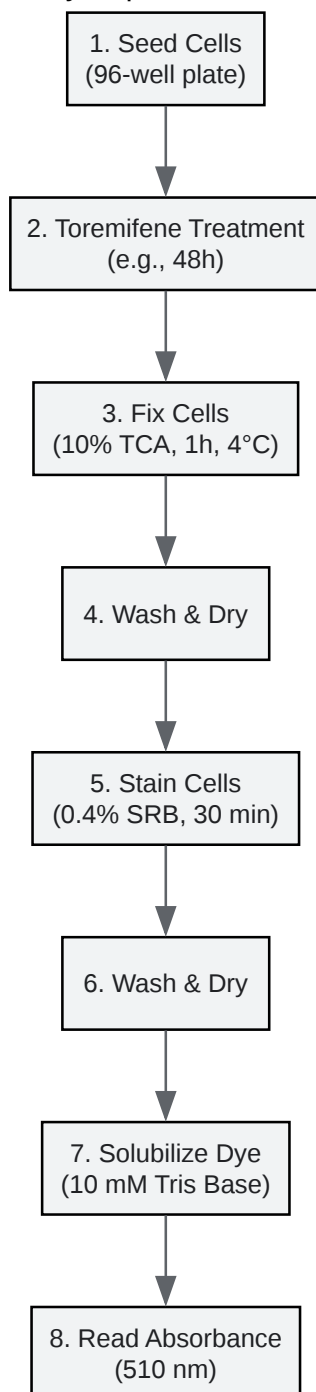 1. Seed Cells
(96-well plate)
2. Toremifene Treatment
(e.g., 48h)
3. Fix Cells
(10% TCA, 1h, 4°C)
4. Wash & Dry
5. Stain Cells
(0.4% SRB, 30 min)
6. Wash & Dry
7. Solubilize Dye
(10 mM Tris Base)
8. Read Absorbance
(510 nm)